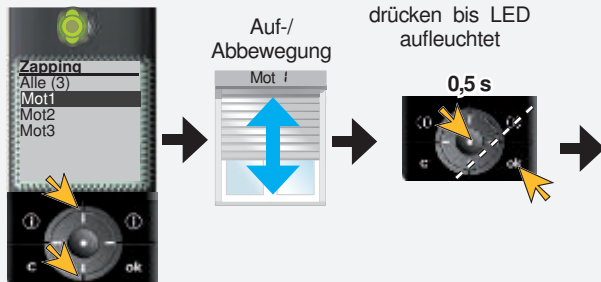 Zapping
Alle (3)
Mot1
Mot2
Mot3
c
ok
Auf-/
Abbewegung
Mot 1
drücken bis LED
aufleuchtet
0,5 s
c
ok